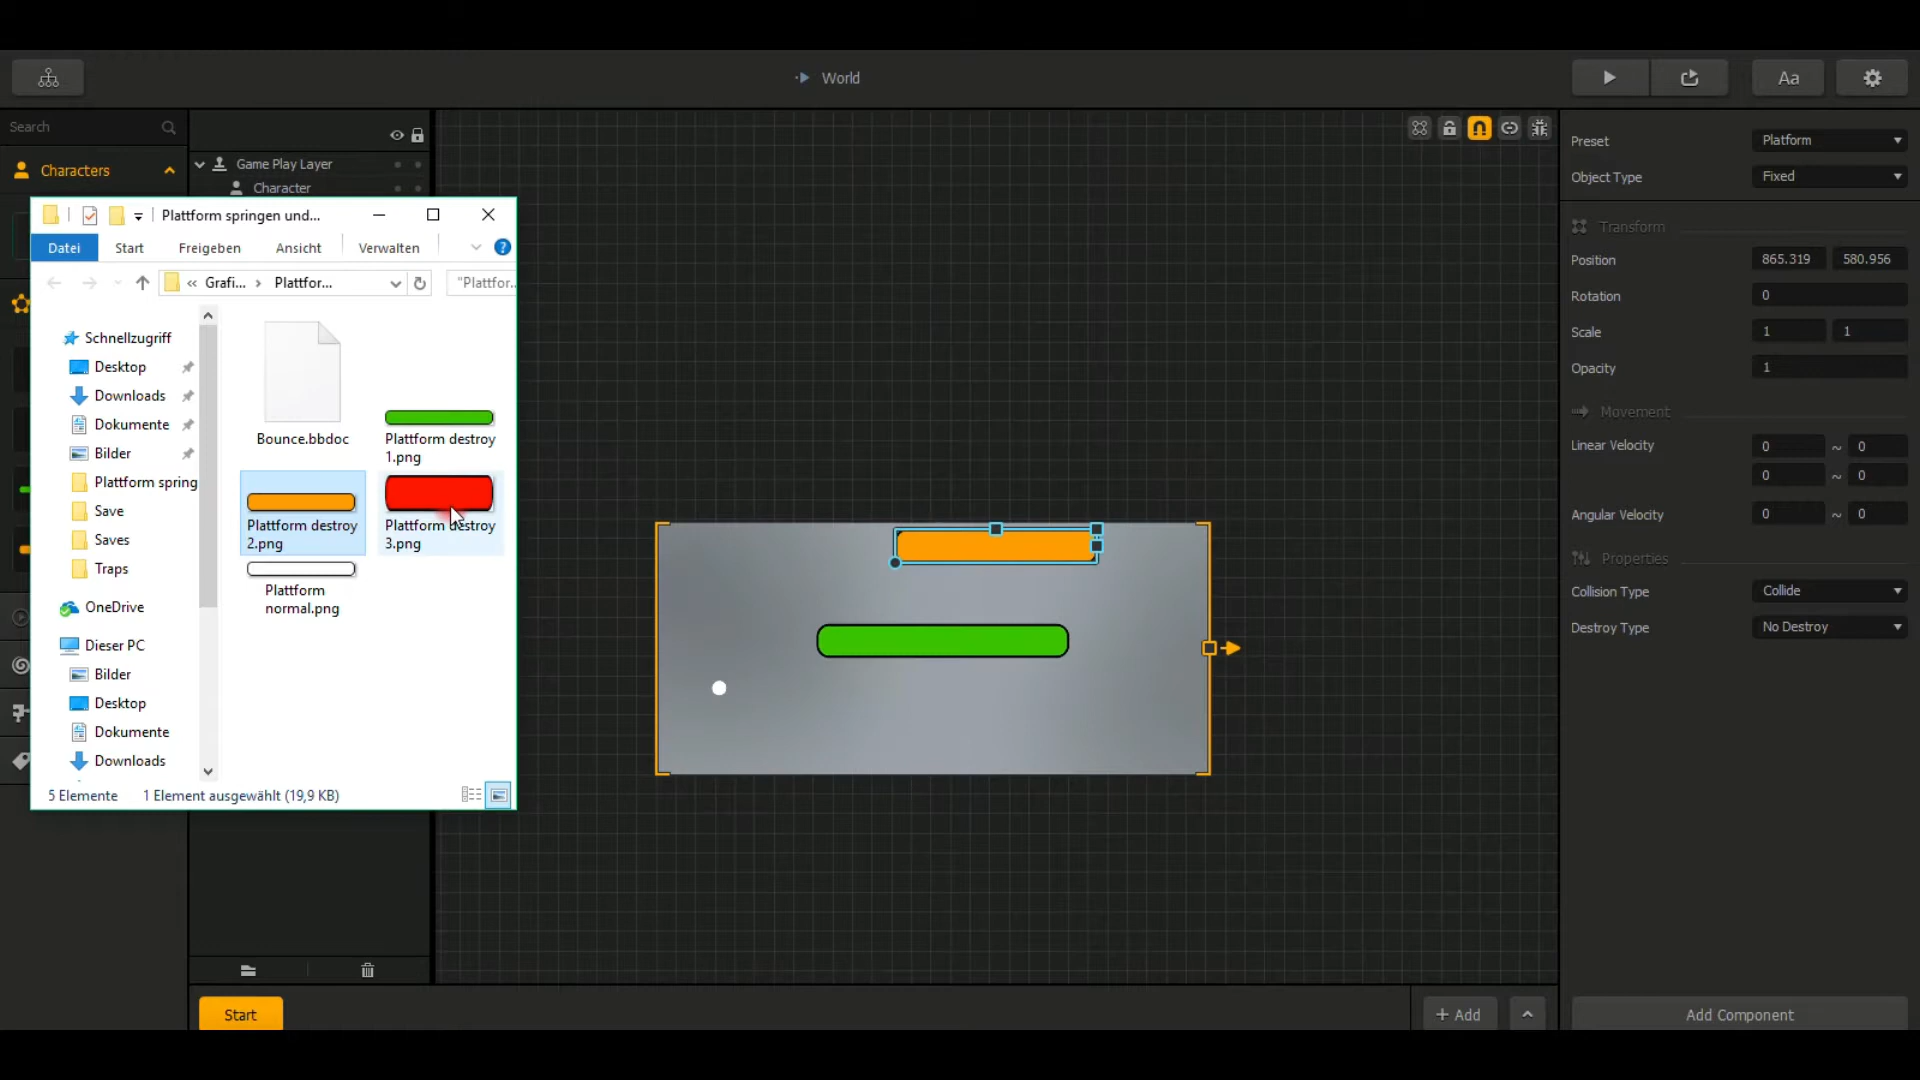 World
Aa
Search
Characters
Game Play Layer
Character
Plattform springen und...
Datei
Start
Freigeben
Ansicht
Verwalten
?
« Grafi... › Plattfor...
"Plattfor...
Schnellzugriff
Desktop
Downloads
Dokumente
Bilder
Plattform spring
Save
Saves
Traps
OneDrive
Dieser PC
Bilder
Desktop
Dokumente
Downloads
Bounce.bbdoc
Plattform destroy
1.png
Plattform destroy
2.png
Plattform destroy
3.png
Plattform
normal.png
5 Elemente
1 Element ausgewählt (19,9 KB)
Preset
Platform
Object Type
Fixed
Transform
Position
865.319
580.956
Rotation
0
Scale
1
1
Opacity
1
Movement
Linear Velocity
0 ~ 0
0 ~ 0
Angular Velocity
0 ~ 0
Properties
Collision Type
Collide
Destroy Type
No Destroy
Start
+ Add
Add Component